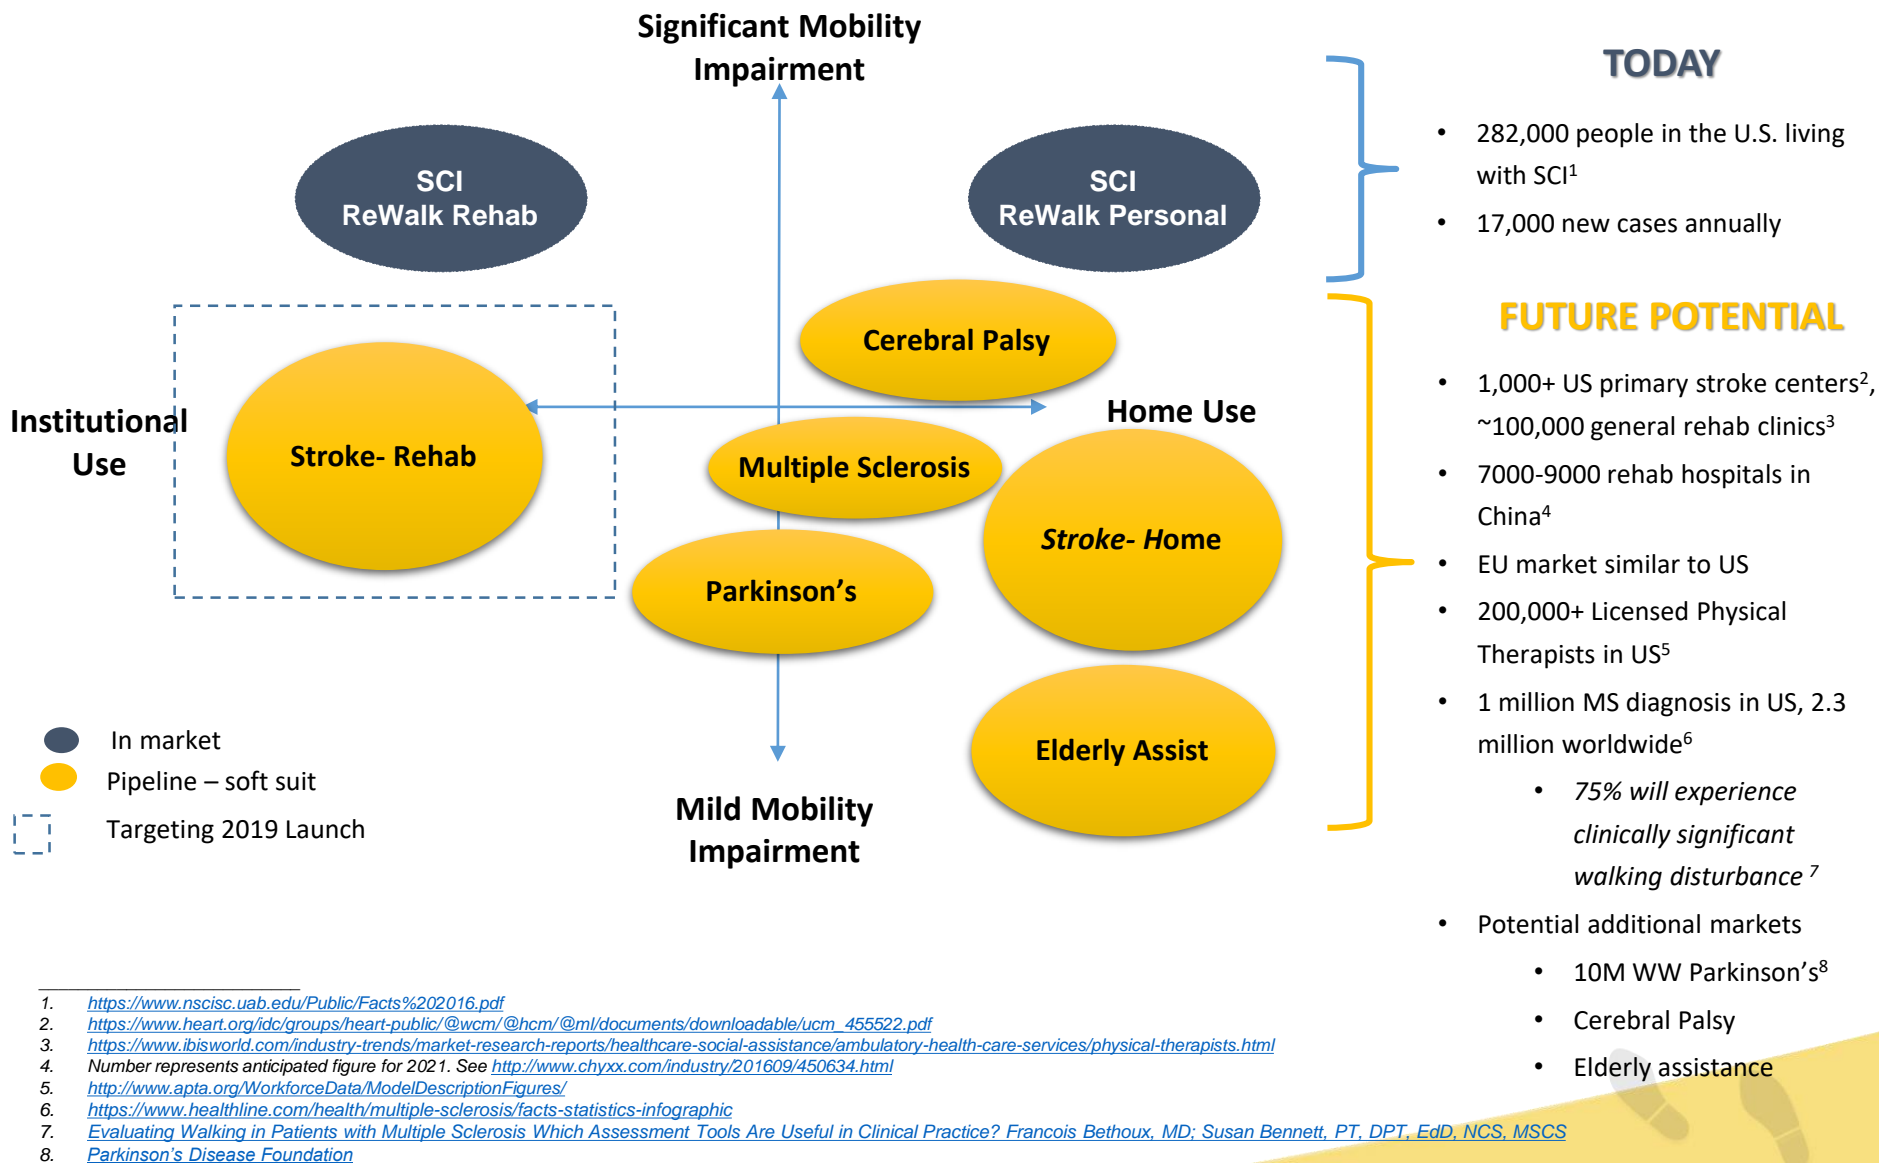 Significant Mobility
Impairment
SCI
ReWalk Rehab
SCI
ReWalk Personal
Cerebral Palsy
Institutional
Use
Home Use
Stroke- Rehab
Multiple Sclerosis
Stroke- Home
Parkinson's
Elderly Assist
Mild Mobility
Impairment
In market
Pipeline – soft suit
Targeting 2019 Launch
TODAY
• 282,000 people in the U.S. living
with SCI1
• 17,000 new cases annually
FUTURE POTENTIAL
• 1,000+ US primary stroke centers2,
~100,000 general rehab clinics3
• 7000-9000 rehab hospitals in
China4
• EU market similar to US
• 200,000+ Licensed Physical
Therapists in US5
• 1 million MS diagnosis in US, 2.3
million worldwide6
• 75% will experience
clinically significant
walking disturbance 7
• Potential additional markets
• 10M WW Parkinson's8
• Cerebral Palsy
• Elderly assistance
1. https://www.nscisc.uab.edu/Public/Facts%202016.pdf
2. https://www.heart.org/idc/groups/heart-public/@wcm/@hcm/@ml/documents/downloadable/ucm_455522.pdf
3. https://www.ibisworld.com/industry-trends/market-research-reports/healthcare-social-assistance/ambulatory-health-care-services/physical-therapists.html
4. Number represents anticipated figure for 2021. See http://www.chyxx.com/industry/201609/450634.html
5. http://www.apta.org/WorkforceData/ModelDescriptionFigures/
6. https://www.healthline.com/health/multiple-sclerosis/facts-statistics-infographic
7. Evaluating Walking in Patients with Multiple Sclerosis Which Assessment Tools Are Useful in Clinical Practice? Francois Bethoux, MD; Susan Bennett, PT, DPT, EdD, NCS, MSCS
8. Parkinson's Disease Foundation